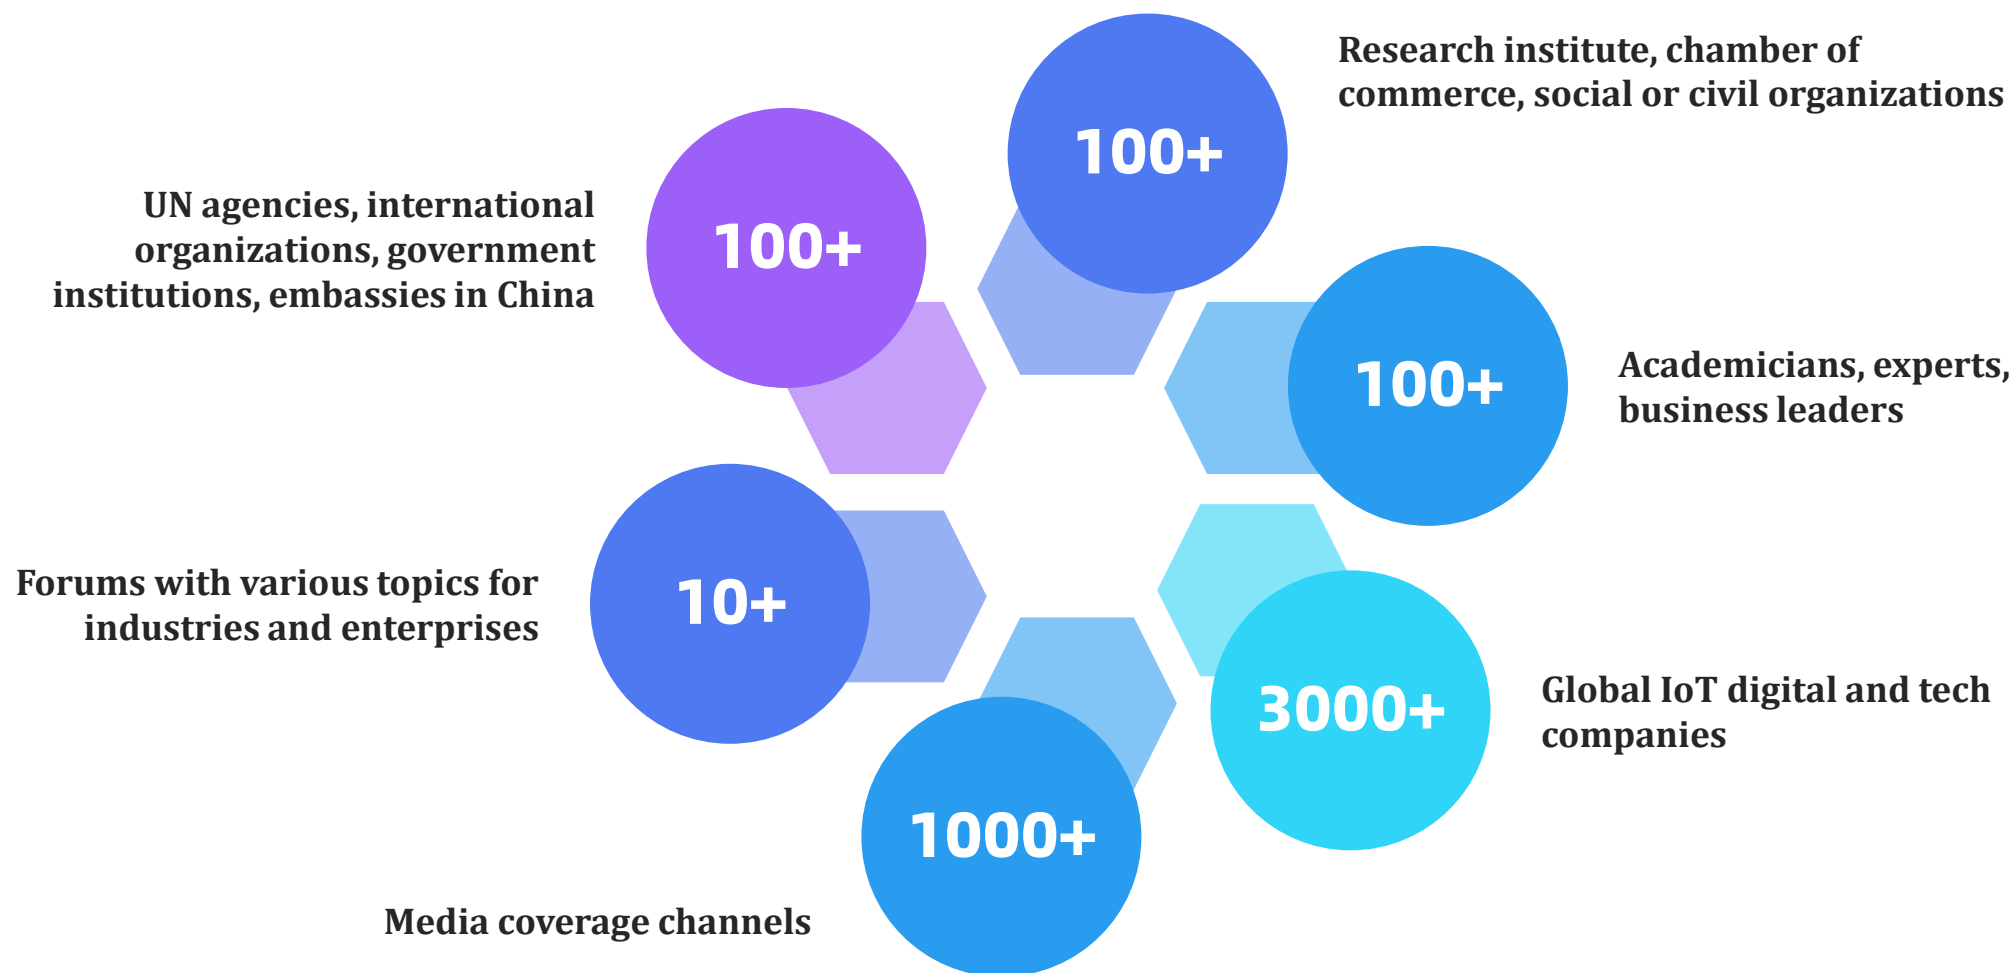 100+
Research institute, chamber of
commerce, social or civil organizations
100+
UN agencies, international
organizations, government
institutions, embassies in China
100+
Academicians, experts,
business leaders
10+
Forums with various topics for
industries and enterprises
3000+
Global IoT digital and tech
companies
1000+
Media coverage channels